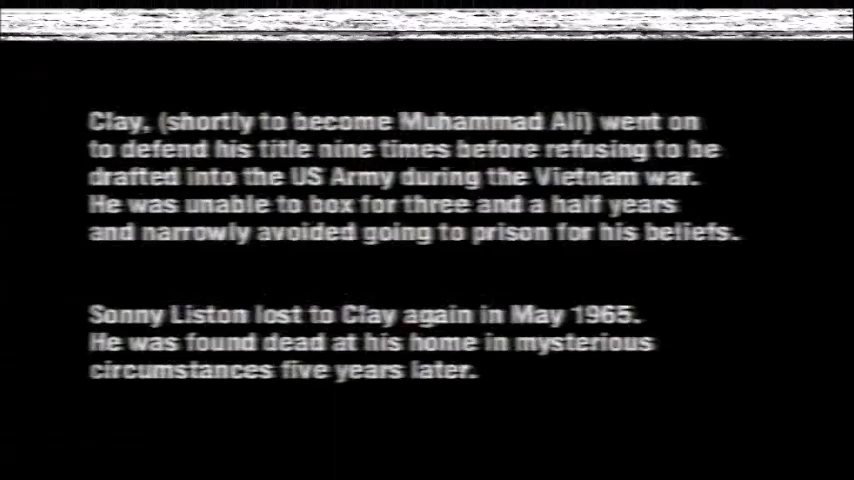 Clay, (shortly to become Muhammad Ali) went on
to defend his title nine times before refusing to be
drafted into the US Army during the Vietnam war.
He was unable to box for three and a half years
and narrowly avoided going to prison for his beliefs.
Sonny Liston lost to Clay again in May 1965.
He was found dead at his home in mysterious
circumstances five years later.